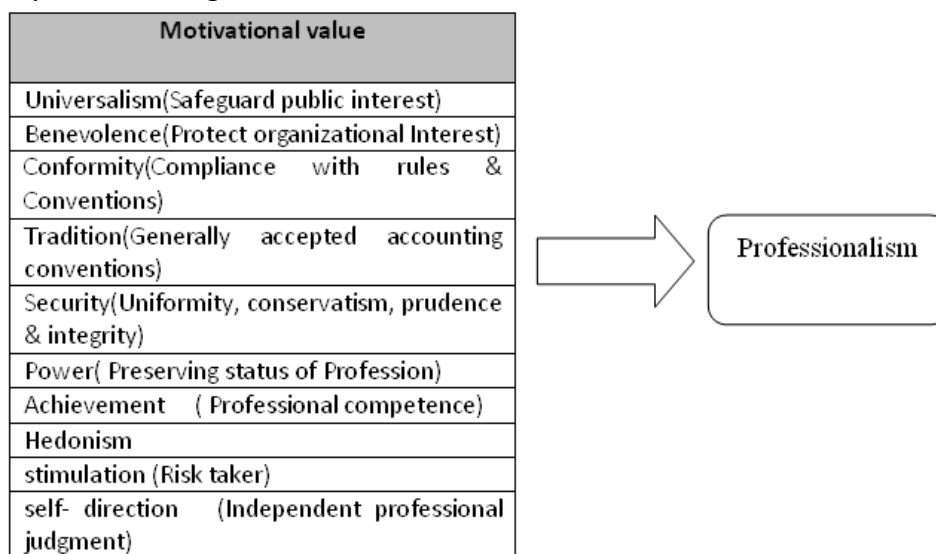 Motivational value
Universalism(Safeguard public interest)
Benevolence(Protect organizational Interest)
Conformity(Compliance with rules &
Conventions)
Tradition(Generally accepted accounting
conventions)
Security(Uniformity, conservatism, prudence
& integrity)
Power( Preserving status of Profession)
Achievement ( Professional competence)
Hedonism
stimulation (Risk taker)
self- direction (Independent professional
judgment)
Professionalism